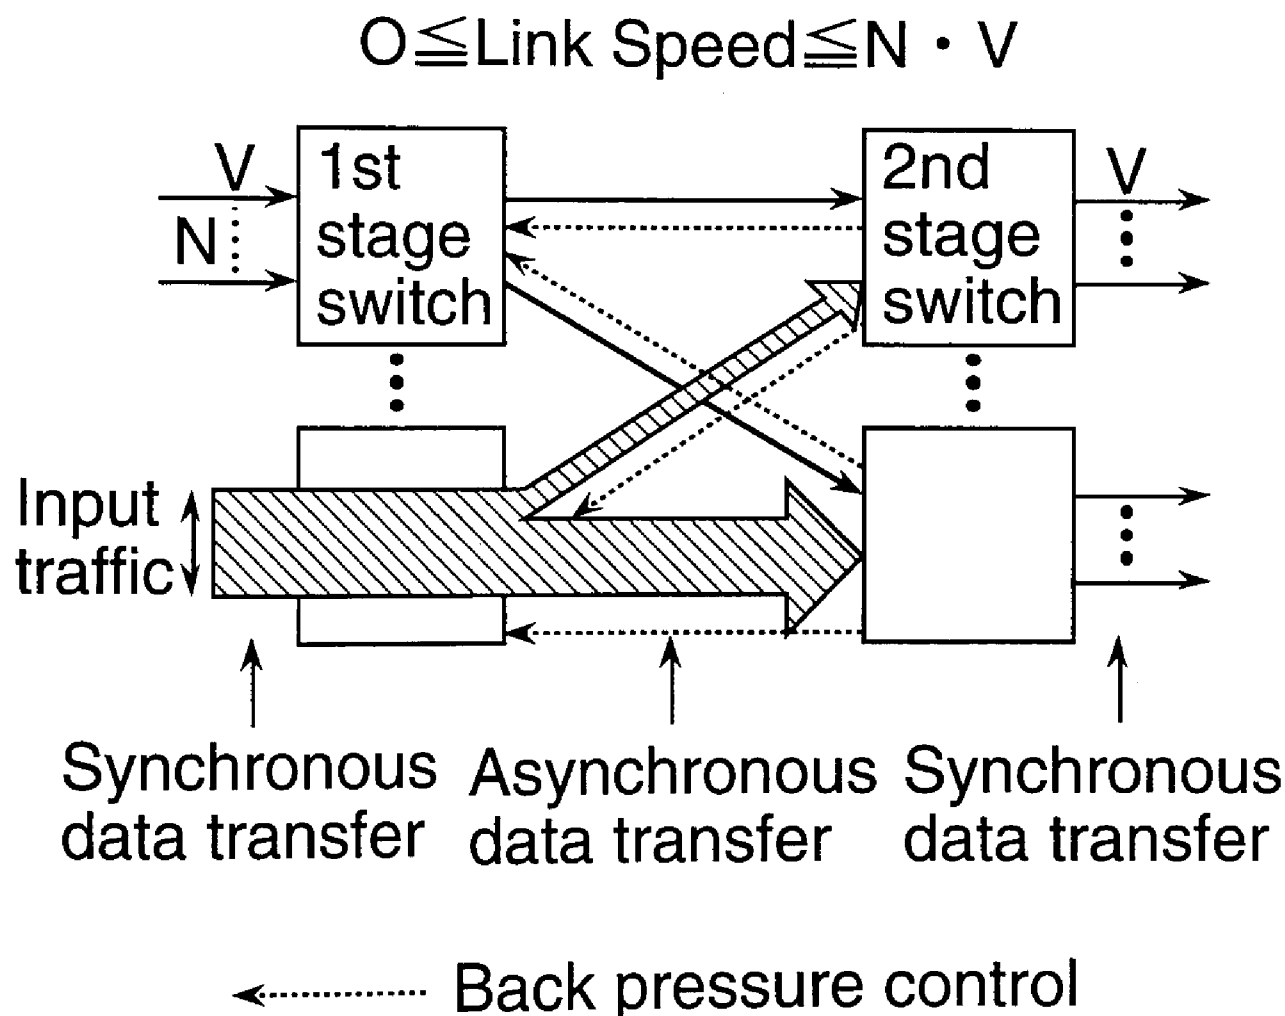 O≦Link Speed≦N・V
V
N
1st
stage
switch
2nd
stage
switch
V
Input
traffic
Synchronous
data transfer
Asynchronous
data transfer
Synchronous
data transfer
Back pressure control